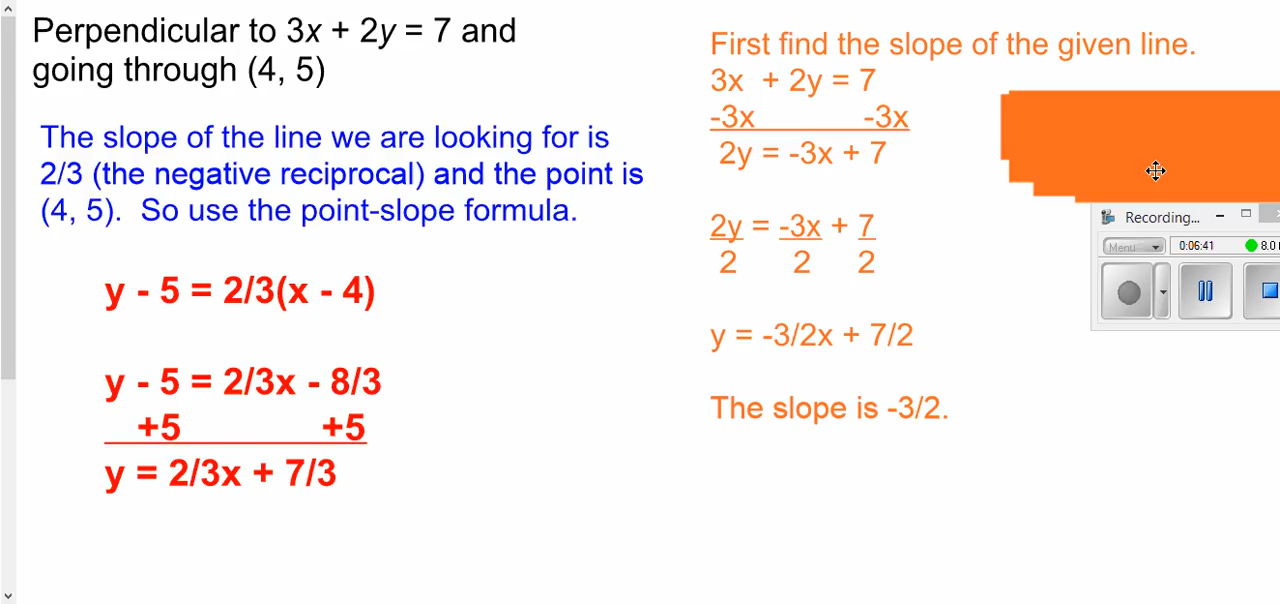 Perpendicular to 3x + 2y = 7 and
going through (4, 5)
The slope of the line we are looking for is
2/3 (the negative reciprocal) and the point is
(4, 5).  So use the point-slope formula.
y - 5 = 2/3(x - 4)
y - 5 = 2/3x - 8/3
+5 +5
y = 2/3x + 7/3
First find the slope of the given line.
3x + 2y = 7
-3x -3x
2y = -3x + 7
2y = -3x + 7
2 2 2
y = -3/2x + 7/2
The slope is -3/2.
Recording...
Menu 0:06:41 8.0